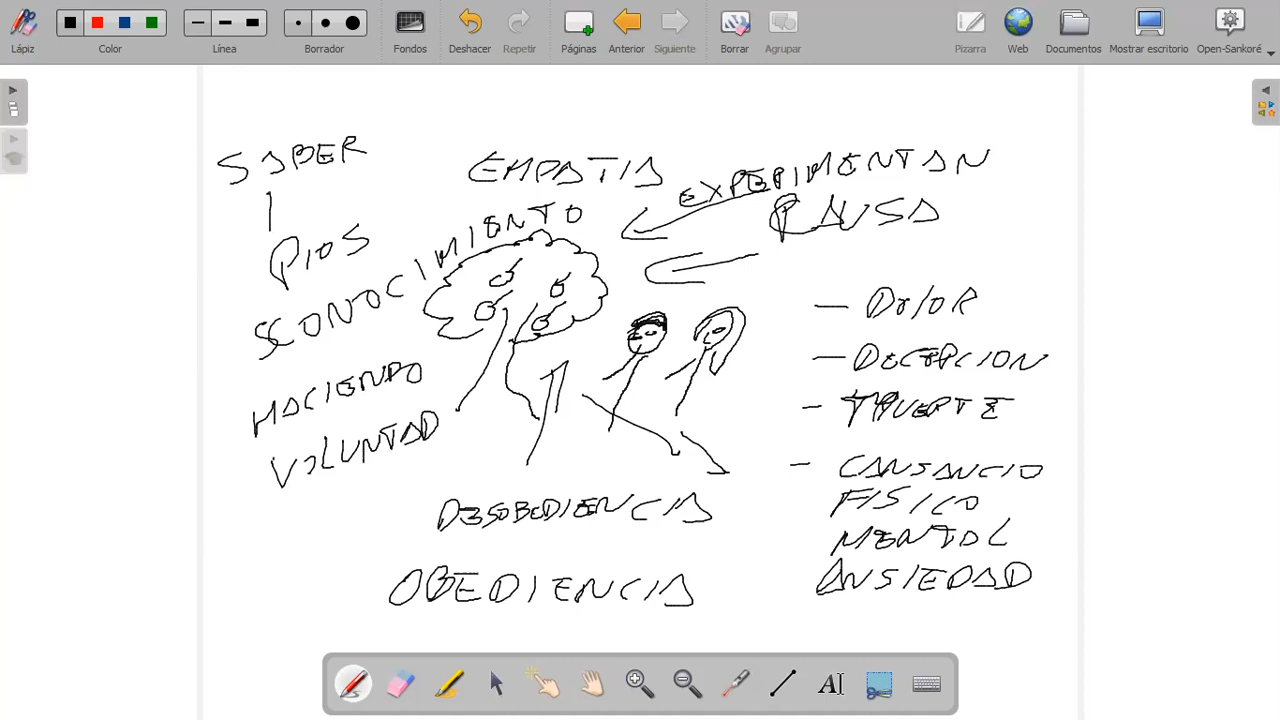 Lápiz
Color
Línea
Borrador
Fondos
Deshacer
Repetir
Páginas
Anterior
Siguiente
Borrar
Agrupar
Pizarra
Web
Documentos
Mostrar escritorio
Open-Sankoré
SABER
DIOS
CONOCIMIENTO
HACIENDO
VOLUNTAD
EMPATIA
EXPERIMENTAN
PAUSA
DESOBEDIENCIA
OBEDIENCIA
— DOLOR
— DECEPCION
— MUERTE
— CANSANCIO
FISICO
MENTAL
ANSIEDAD